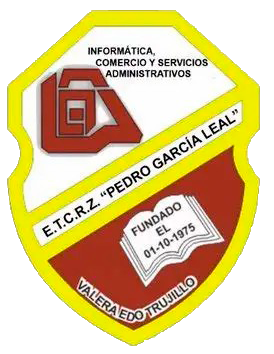 INFORMÁTICA,
COMERCIO Y SERVICIOS
ADMINISTRATIVOS
E.T.C.R.Z. “PEDRO GARCÍA LEAL”
FUNDADO
EL
01-10-1975
VALERA EDO TRUJILLO